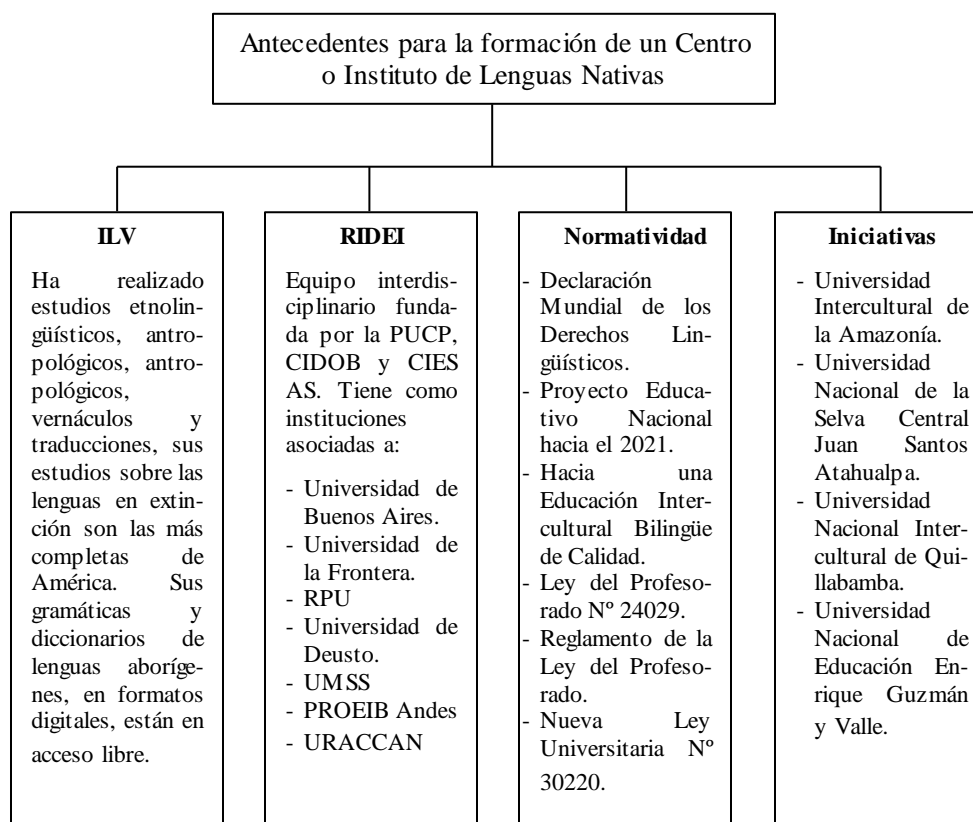 Antecedentes para la formación de un Centro
o Instituto de Lenguas Nativas
ILV
Ha realizado
estudios etnolin-
güísticos, antro-
pológicos, antro-
pológicos,
vernáculos y
traducciones, sus
estudios sobre las
lenguas en extin-
ción son las más
completas de
América. Sus
gramáticas y
diccionarios de
lenguas aboríge-
nes, en formatos
digitales, están en
acceso libre.
RIDEI
Equipo interdis-
ciplinario funda-
da por la PUCP,
CIDOB y CIES
AS. Tiene como
instituciones
asociadas a:
- Universidad de
Buenos Aires.
- Universidad de
la Frontera.
- RPU
- Universidad de
Deusto.
- UMSS
- PROEIB Andes
- URACCAN
Normatividad
- Declaración
Mundial de los
Derechos Lin-
güísticos.
- Proyecto Educa-
tivo Nacional
hacia el 2021.
- Hacia una
Educación Inter-
cultural Bilingüe
de Calidad.
- Ley del Profeso-
rado Nº 24029.
- Reglamento de la
Ley del Profeso-
rado.
- Nueva Ley
Universitaria Nº
30220.
Iniciativas
- Universidad
Intercultural de
la Amazonía.
- Universidad
Nacional de la
Selva Central
Juan Santos
Atahualpa.
- Universidad
Nacional Inter-
cultural de Qui-
llabamba.
- Universidad
Nacional de
Educación En-
rique Guzmán
y Valle.